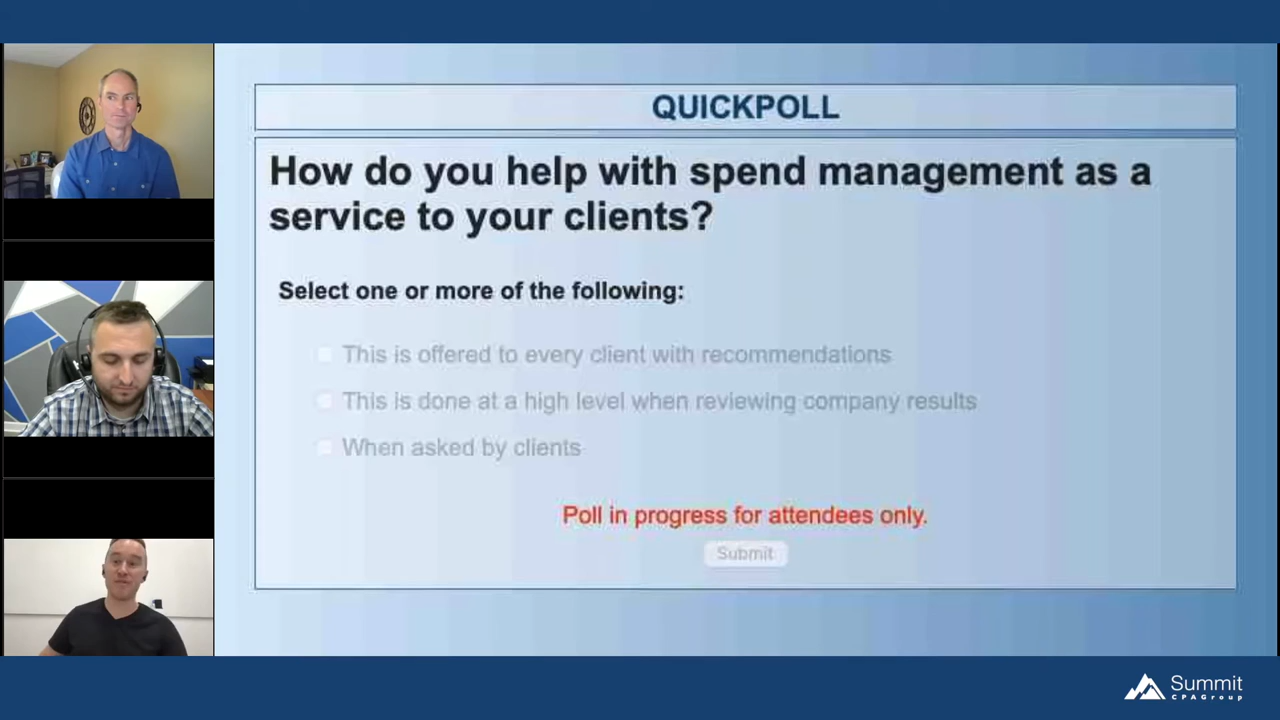 QUICKPOLL
How do you help with spend management as a
service to your clients?
Select one or more of the following:
This is offered to every client with recommendations
This is done at a high level when reviewing company results
When asked by clients
Poll in progress for attendees only.
Submit
Summit
CPAGroup